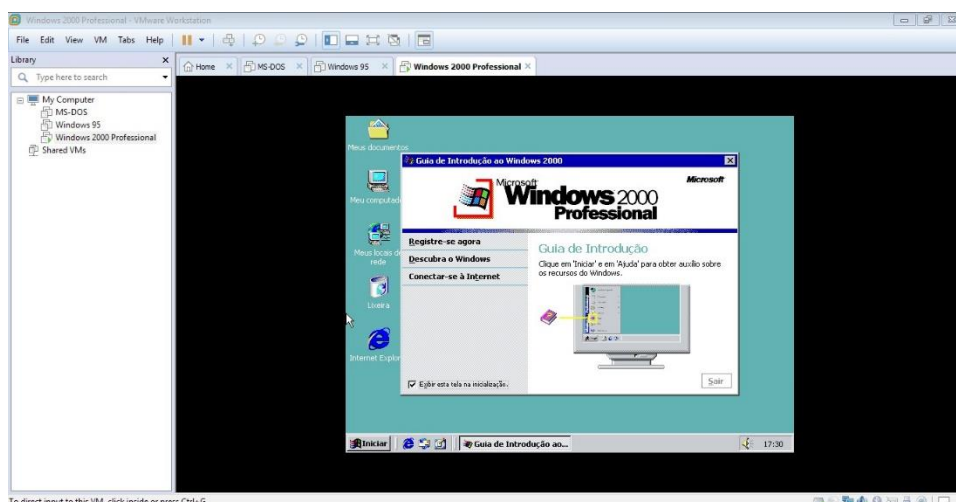 Windows 2000 Professional - VMware Workstation
File Edit View VM Tabs Help
Library
Type here to search
My Computer
MS-DOS
Windows 95
Windows 2000 Professional
Shared VMs
Home
MS-DOS
Windows 95
Windows 2000 Professional
Meus documentos
Meu computad
Meus locais d
rede
Lixeira
Internet Explor
Guia de Introdução ao Windows 2000
Microsoft
Windows 2000
Professional
Microsoft
Registre-se agora
Descubra o Windows
Conectar-se à Internet
Guia de Introdução
Clique em 'Iniciar' e em 'Ajuda' para obter auxílio sobre
os recursos do Windows.
Exibir esta tela na inicialização.
Sair
Iniciar
Guia de Introdução ao...
17:30
To direct input to this VM, click inside or press Ctrl+G.